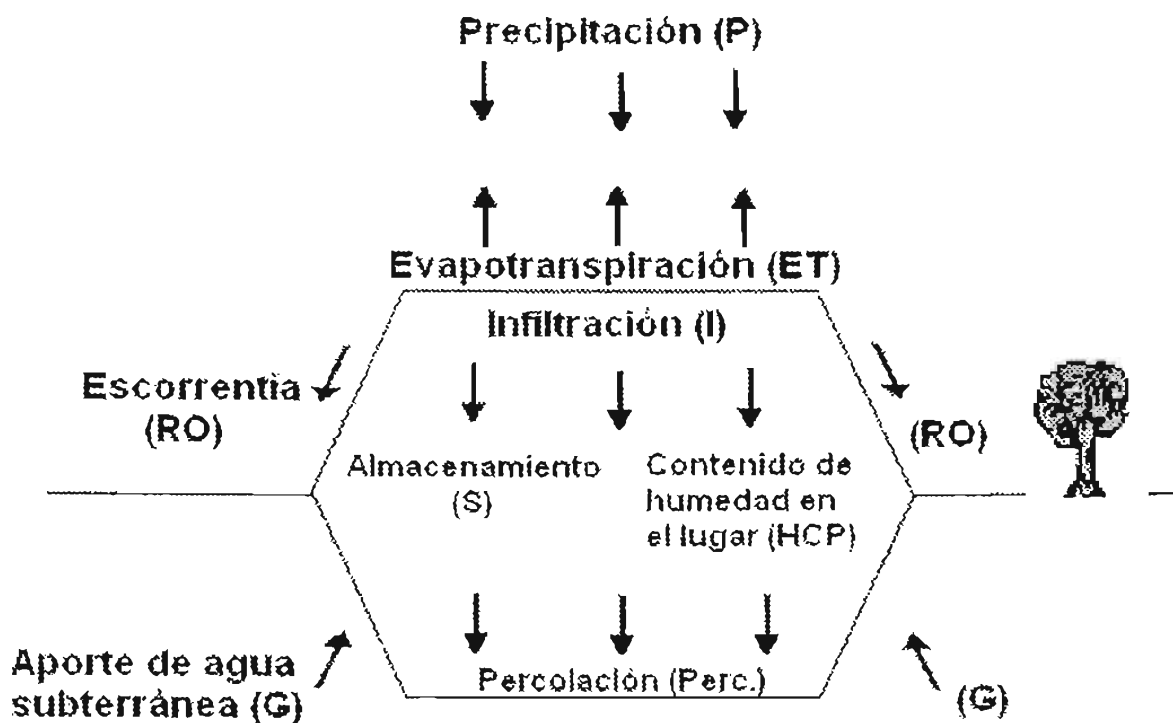 Precipitación (P)
Evapotranspiración (ET)
Infiltración (I)
Escorrentía
(RO)
(RO)
Almacenamiento
(S)
Contenido de
humedad en
el lugar (HCP)
Aporte de agua
subterránea (G)
Percolación (Perc.)
(G)